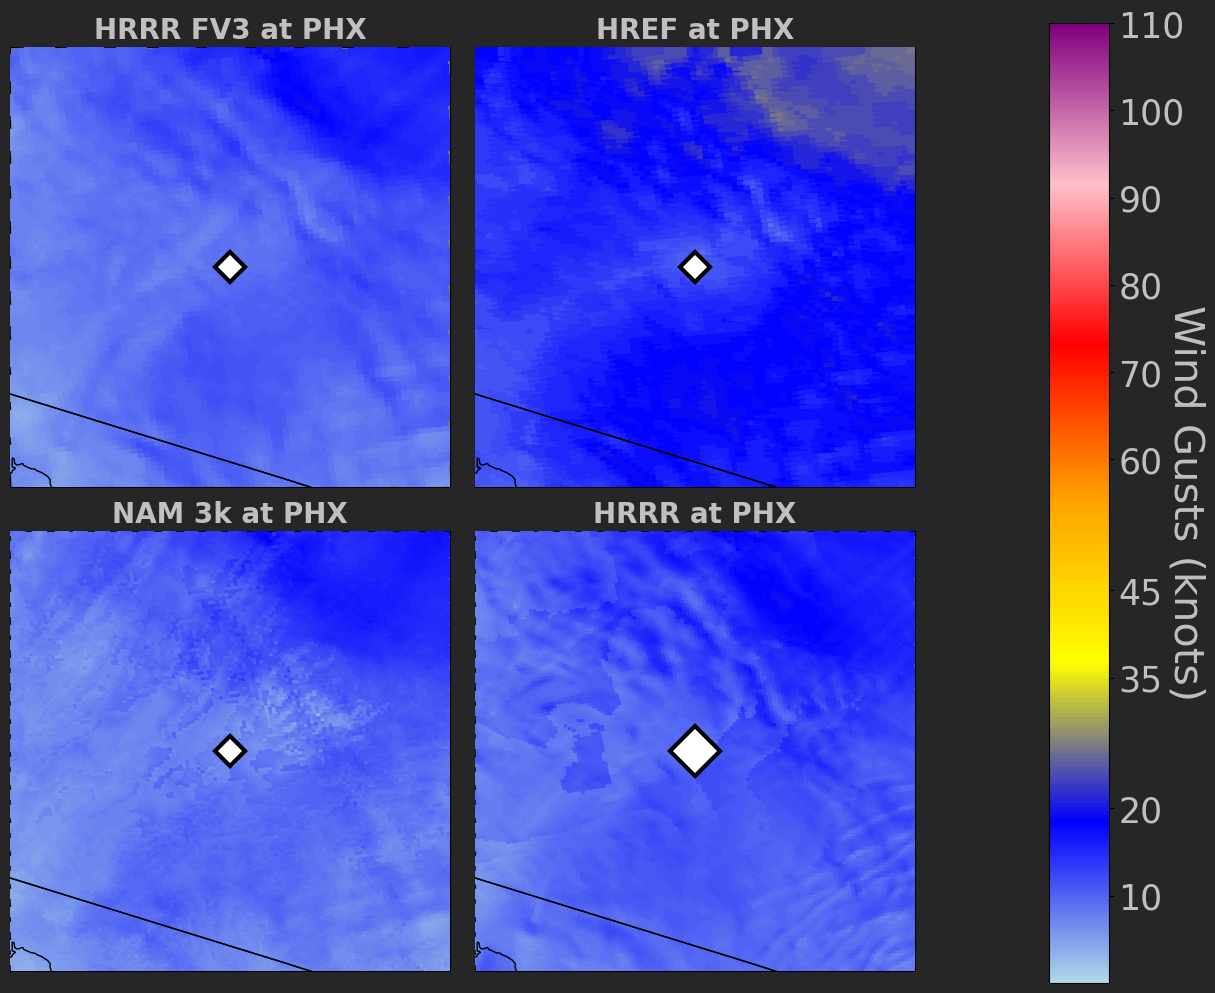 HRRR FV3 at PHX
HREF at PHX
NAM 3k at PHX
HRRR at PHX
110
100
90
80
70
60
45
35
20
10
Wind Gusts (knots)